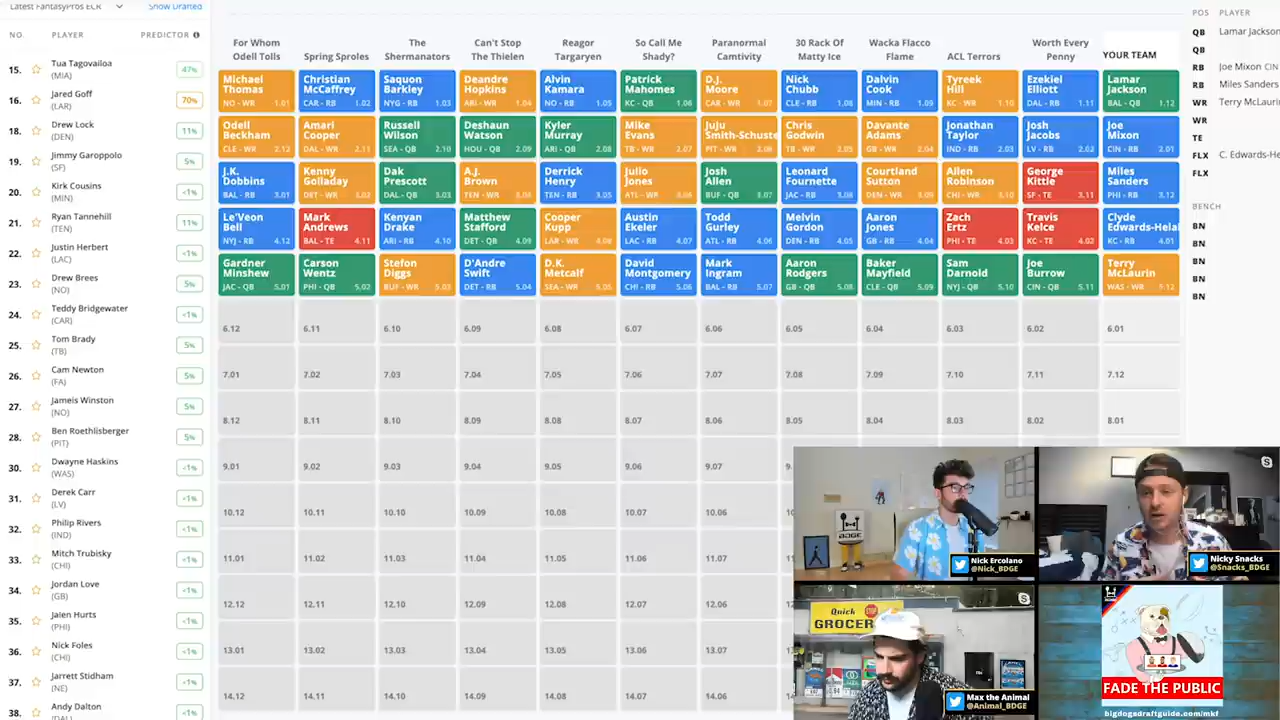 Latest FantasyPros ECR
Show Drafted
NO. PLAYER PREDICTOR
15. Tua Tagovailoa
(MIA)
47%
16. Jared Goff
(LAR)
70%
18. Drew Lock
(DEN)
11%
19. Jimmy Garoppolo
(SF)
5%
20. Kirk Cousins
(MIN)
<1%
21. Ryan Tannehill
(TEN)
11%
22. Justin Herbert
(LAC)
<1%
23. Drew Brees
(NO)
5%
24. Teddy Bridgewater
(CAR)
<1%
25. Tom Brady
(TB)
5%
26. Cam Newton
(FA)
5%
27. Jameis Winston
(NO)
5%
28. Ben Roethlisberger
(PIT)
5%
30. Dwayne Haskins
(WAS)
<1%
31. Derek Carr
(LV)
<1%
32. Philip Rivers
(IND)
<1%
33. Mitch Trubisky
(CHI)
<1%
34. Jordan Love
(GB)
<1%
35. Jalen Hurts
(PHI)
<1%
36. Nick Foles
(CHI)
<1%
37. Jarrett Stidham
(NE)
<1%
38. Andy Dalton
(DAL)
<1%
For Whom
Odell Tolls
Spring Sproles
The
Shermanators
Can't Stop
The Thielen
Reagor
Targaryen
So Call Me
Shady?
Paranormal
Camtivity
30 Rack Of
Matty Ice
Wacka Flacco
Flame
ACL Terrors
Worth Every
Penny
YOUR TEAM
Michael
Thomas
NO - WR 1.01
Christian
McCaffrey
CAR - RB 1.02
Saquon
Barkley
NYG - RB 1.03
Deandre
Hopkins
ARI - WR 1.04
Alvin
Kamara
NO - RB 1.05
Patrick
Mahomes
KC - QB 1.06
D.J.
Moore
CAR - WR 1.07
Nick
Chubb
CLE - RB 1.08
Dalvin
Cook
MIN - RB 1.09
Tyreek
Hill
KC - WR 1.10
Ezekiel
Elliott
DAL - RB 1.11
Lamar
Jackson
BAL - QB 1.12
Odell
Beckham
CLE - WR 2.12
Amari
Cooper
DAL - WR 2.11
Russell
Wilson
SEA - QB 2.10
Deshaun
Watson
HOU - QB 2.09
Kyler
Murray
ARI - QB 2.08
Mike
Evans
TB - WR 2.07
Juju
Smith-Schuste
PIT - WR 2.06
Chris
Godwin
TB - WR 2.05
Davante
Adams
GB - WR 2.04
Jonathan
Taylor
IND - RB 2.03
Josh
Jacobs
LV - RB 2.02
Joe
Mixon
CIN - RB 2.01
J.K.
Dobbins
BAL - RB 3.01
Kenny
Golladay
DET - WR 3.02
Dak
Prescott
DAL - QB 3.03
A.J.
Brown
TEN - WR 3.04
Derrick
Henry
TEN - RB 3.05
Julio
Jones
ATL - WR 3.06
Josh
Allen
BUF - QB 3.07
Leonard
Fournette
JAC - RB 3.08
Courtland
Sutton
DEN - WR 3.09
Allen
Robinson
CHI - WR 3.10
George
Kittle
SF - TE 3.11
Miles
Sanders
PHI - RB 3.12
Le'Veon
Bell
NYJ - RB 4.12
Mark
Andrews
BAL - TE 4.11
Kenyan
Drake
ARI - RB 4.10
Matthew
Stafford
DET - QB 4.09
Cooper
Kupp
LAR - WR 4.08
Austin
Ekeler
LAC - RB 4.07
Todd
Gurley
ATL - RB 4.06
Melvin
Gordon
DEN - RB 4.05
Aaron
Jones
GB - RB 4.04
Zach
Ertz
PHI - TE 4.03
Travis
Kelce
KC - TE 4.02
Clyde
Edwards-Helai
KC - RB 4.01
Gardner
Minshew
JAC - QB 5.01
Carson
Wentz
PHI - QB 5.02
Stefon
Diggs
BUF - WR 5.03
D'Andre
Swift
DET - RB 5.04
D.K.
Metcalf
SEA - WR 5.05
David
Montgomery
CHI - RB 5.06
Mark
Ingram
BAL - RB 5.07
Aaron
Rodgers
GB - QB 5.08
Baker
Mayfield
CLE - QB 5.09
Sam
Darnold
NYJ - QB 5.10
Joe
Burrow
CIN - QB 5.11
Terry
McLaurin
WAS - WR 5.12
6.12 6.11 6.10 6.09 6.08 6.07 6.06 6.05 6.04 6.03 6.02 6.01
7.01 7.02 7.03 7.04 7.05 7.06 7.07 7.08 7.09 7.10 7.11 7.12
8.12 8.11 8.10 8.09 8.08 8.07 8.06 8.05 8.04 8.03 8.02 8.01
9.01 9.02 9.03 9.04 9.05 9.06 9.07
10.12 10.11 10.10 10.09 10.08 10.07 10.06
11.01 11.02 11.03 11.04 11.05 11.06 11.07
12.12 12.11 12.10 12.09 12.08 12.07 12.06
13.01 13.02 13.03 13.04 13.05 13.06 13.07
14.12 14.11 14.10 14.09 14.08 14.07 14.06
POS PLAYER
QB Lamar Jackson
QB
RB Joe Mixon CIN
RB Miles Sanders
WR Terry McLauri
WR
TE
FLX C. Edwards-He
FLX
BENCH
BN
BN
BN
BN
BN
BDGE
Nick Ercolano
@Nick_BDGE
Nicky Snacks
@Snacks_BDGE
Quick
STOP
GROCER
Max the Animal
@Animal_BDGE
FADE THE PUBLIC
bigdogsdraftguide.com/mkf